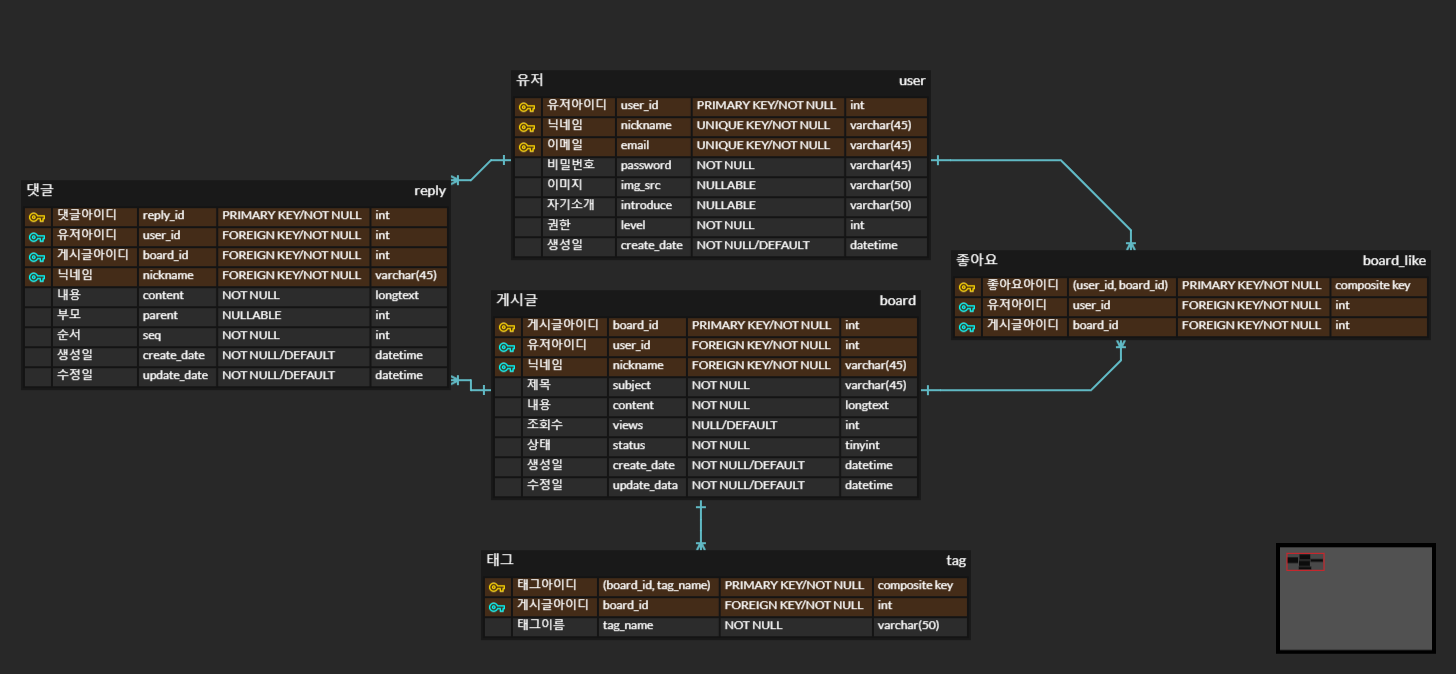 유저 user
유저아이디 user_id PRIMARY KEY/NOT NULL int
닉네임 nickname UNIQUE KEY/NOT NULL varchar(45)
이메일 email UNIQUE KEY/NOT NULL varchar(45)
비밀번호 password NOT NULL varchar(45)
이미지 img_src NULLABLE varchar(50)
자기소개 introduce NULLABLE varchar(50)
권한 level NOT NULL int
생성일 create_date NOT NULL/DEFAULT datetime
댓글 reply
댓글아이디 reply_id PRIMARY KEY/NOT NULL int
유저아이디 user_id FOREIGN KEY/NOT NULL int
게시글아이디 board_id FOREIGN KEY/NOT NULL int
닉네임 nickname FOREIGN KEY/NOT NULL varchar(45)
내용 content NOT NULL longtext
부모 parent NULLABLE int
순서 seq NOT NULL int
생성일 create_date NOT NULL/DEFAULT datetime
수정일 update_date NOT NULL/DEFAULT datetime
좋아요 board_like
좋아요아이디 (user_id, board_id) PRIMARY KEY/NOT NULL composite key
유저아이디 user_id FOREIGN KEY/NOT NULL int
게시글아이디 board_id FOREIGN KEY/NOT NULL int
게시글 board
게시글아이디 board_id PRIMARY KEY/NOT NULL int
유저아이디 user_id FOREIGN KEY/NOT NULL int
닉네임 nickname FOREIGN KEY/NOT NULL varchar(45)
제목 subject NOT NULL varchar(45)
내용 content NOT NULL longtext
조회수 views NULL/DEFAULT int
상태 status NOT NULL tinyint
생성일 create_date NOT NULL/DEFAULT datetime
수정일 update_data NOT NULL/DEFAULT datetime
태그 tag
태그아이디 (board_id, tag_name) PRIMARY KEY/NOT NULL composite key
게시글아이디 board_id FOREIGN KEY/NOT NULL int
태그이름 tag_name NOT NULL varchar(50)